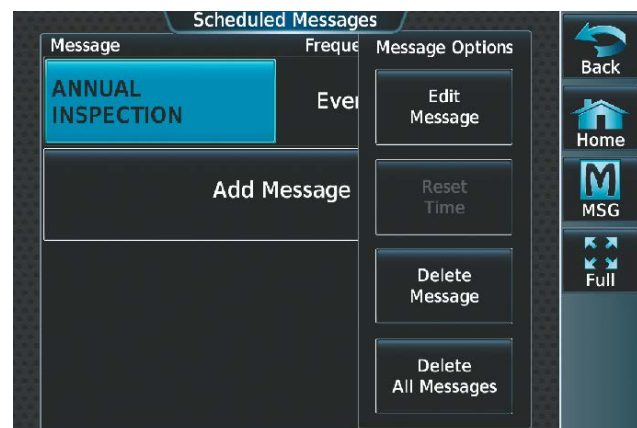 Scheduled Messages
Message
Freque
Message Options
Back
ANNUAL
INSPECTION
Ever
Edit
Message
Home
Add Message
Reset
Time
MSG
Full
Delete
Message
Delete
All Messages